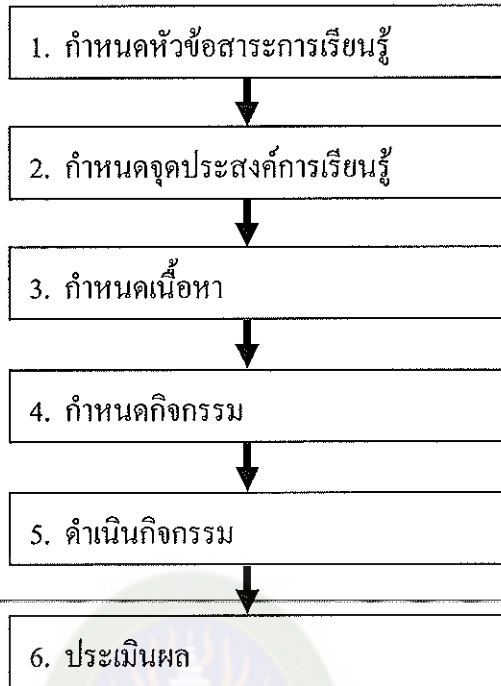 1. กำหนดหัวข้อสาระการเรียนรู้
2. กำหนดจุดประสงค์การเรียนรู้
3. กำหนดเนื้อหา
4. กำหนดกิจกรรม
5. ดำเนินกิจกรรม
6. ประเมินผล